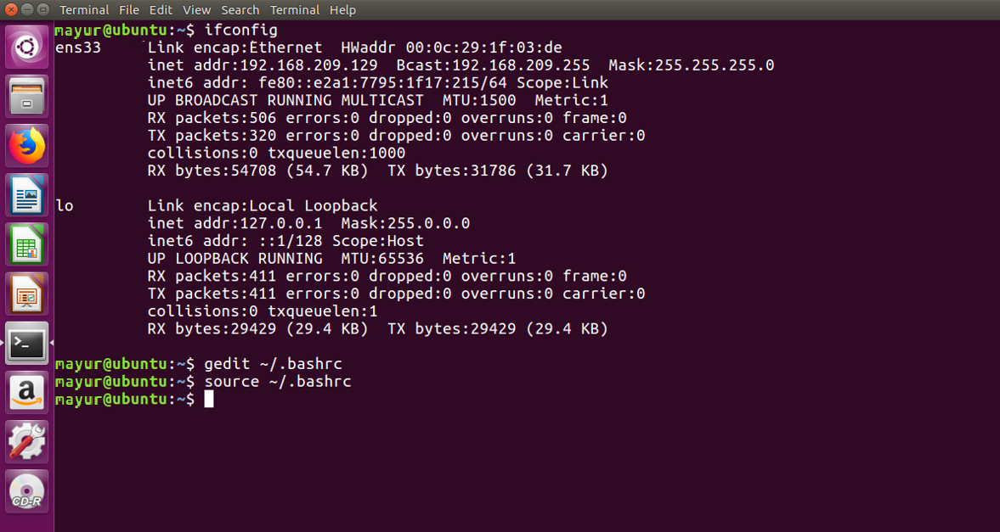 Terminal File Edit View Search Terminal Help
mayur@ubuntu:~$ ifconfig
ens33     Link encap:Ethernet  HWaddr 00:0c:29:1f:03:de
          inet addr:192.168.209.129  Bcast:192.168.209.255  Mask:255.255.255.0
          inet6 addr: fe80::e2a1:7795:1f17:215/64 Scope:Link
          UP BROADCAST RUNNING MULTICAST  MTU:1500  Metric:1
          RX packets:506 errors:0 dropped:0 overruns:0 frame:0
          TX packets:320 errors:0 dropped:0 overruns:0 carrier:0
          collisions:0 txqueuelen:1000
          RX bytes:54708 (54.7 KB)  TX bytes:31786 (31.7 KB)
lo        Link encap:Local Loopback
          inet addr:127.0.0.1  Mask:255.0.0.0
          inet6 addr: ::1/128 Scope:Host
          UP LOOPBACK RUNNING  MTU:65536  Metric:1
          RX packets:411 errors:0 dropped:0 overruns:0 frame:0
          TX packets:411 errors:0 dropped:0 overruns:0 carrier:0
          collisions:0 txqueuelen:1
          RX bytes:29429 (29.4 KB)  TX bytes:29429 (29.4 KB)
mayur@ubuntu:~$ gedit ~/.bashrc
mayur@ubuntu:~$ source ~/.bashrc
mayur@ubuntu:~$
>_
a
CD-R